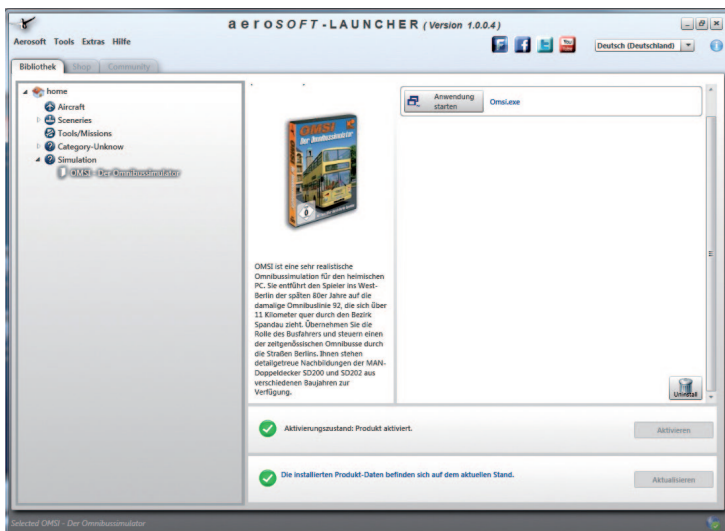 aeroSOFT-LAUNCHER (Version 1.0.0.4)
Aerosoft Tools Extras Hilfe
You
Deutsch (Deutschland)
Bibliothek Shop Community
home
Aircraft
Sceneries
Tools/Missions
Category-Unknow
Simulation
OMSI - Der Omnibussimulator
OMSI
Der Omnibussimulator
OMSI ist eine sehr realistische
Omnibussimulation für den heimischen
PC. Sie entführt den Spieler ins West-
Berlin der späten 80er Jahre auf die
damalige Omnibuslinie 92, die sich über
11 Kilometer quer durch den Bezirk
Spandau zieht. Übernehmen Sie die
Rolle des Busfahrers und steuern einen
der zeitgenössischen Omnibusse durch
die Straßen Berlins. Ihnen stehen
detailgetreue Nachbildungen der MAN-
Doppeldecker SD200 und SD202 aus
verschiedenen Baujahren zur
Verfügung.
Anwendung
starten
Omsi.exe
Uninstall
Aktivierungszustand: Produkt aktiviert.
Aktivieren
Die installierten Produkt-Daten befinden sich auf dem aktuellen Stand.
Aktualisieren
Selected OMSI - Der Omnibussimulator